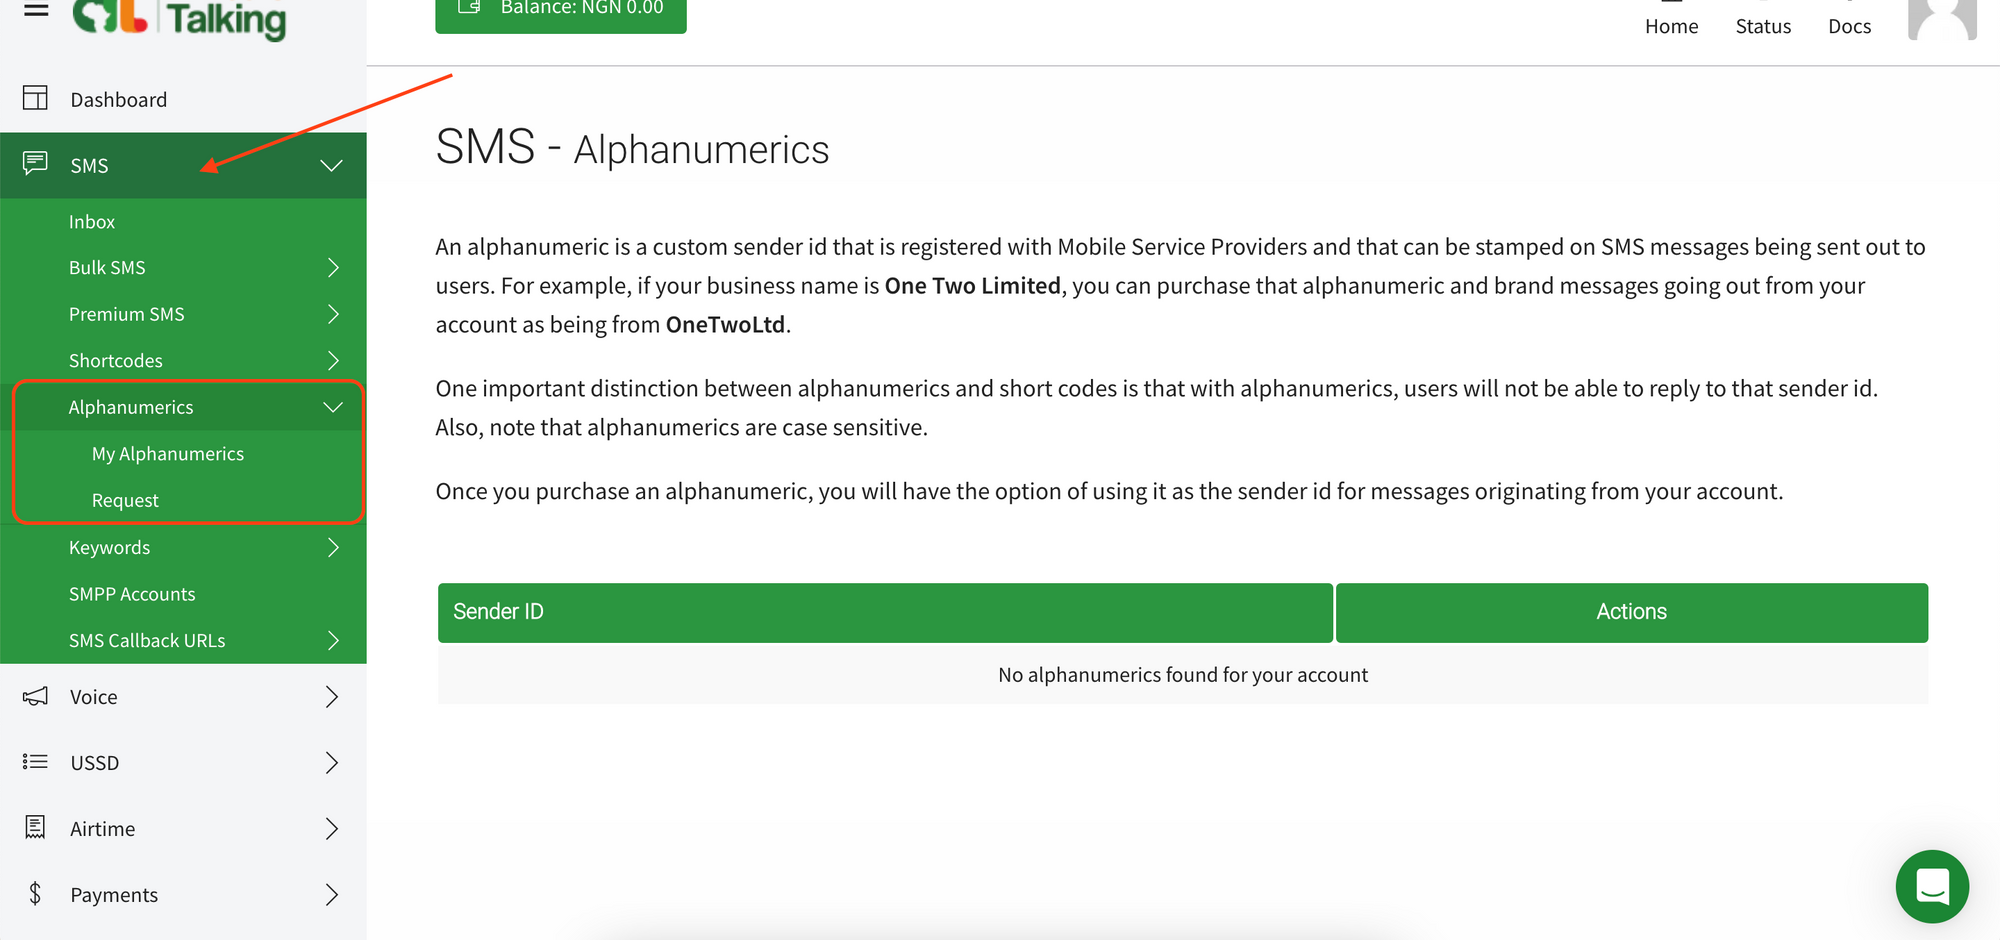 Talking
Balance: NGN 0.00
Home
Status
Docs
Dashboard
SMS
Inbox
Bulk SMS
Premium SMS
Shortcodes
Alphanumerics
My Alphanumerics
Request
Keywords
SMPP Accounts
SMS Callback URLs
Voice
USSD
Airtime
Payments
SMS - Alphanumerics
An alphanumeric is a custom sender id that is registered with Mobile Service Providers and that can be stamped on SMS messages being sent out to
users. For example, if your business name is One Two Limited, you can purchase that alphanumeric and brand messages going out from your
account as being from OneTwoLtd.
One important distinction between alphanumerics and short codes is that with alphanumerics, users will not be able to reply to that sender id.
Also, note that alphanumerics are case sensitive.
Once you purchase an alphanumeric, you will have the option of using it as the sender id for messages originating from your account.
Sender ID
Actions
No alphanumerics found for your account